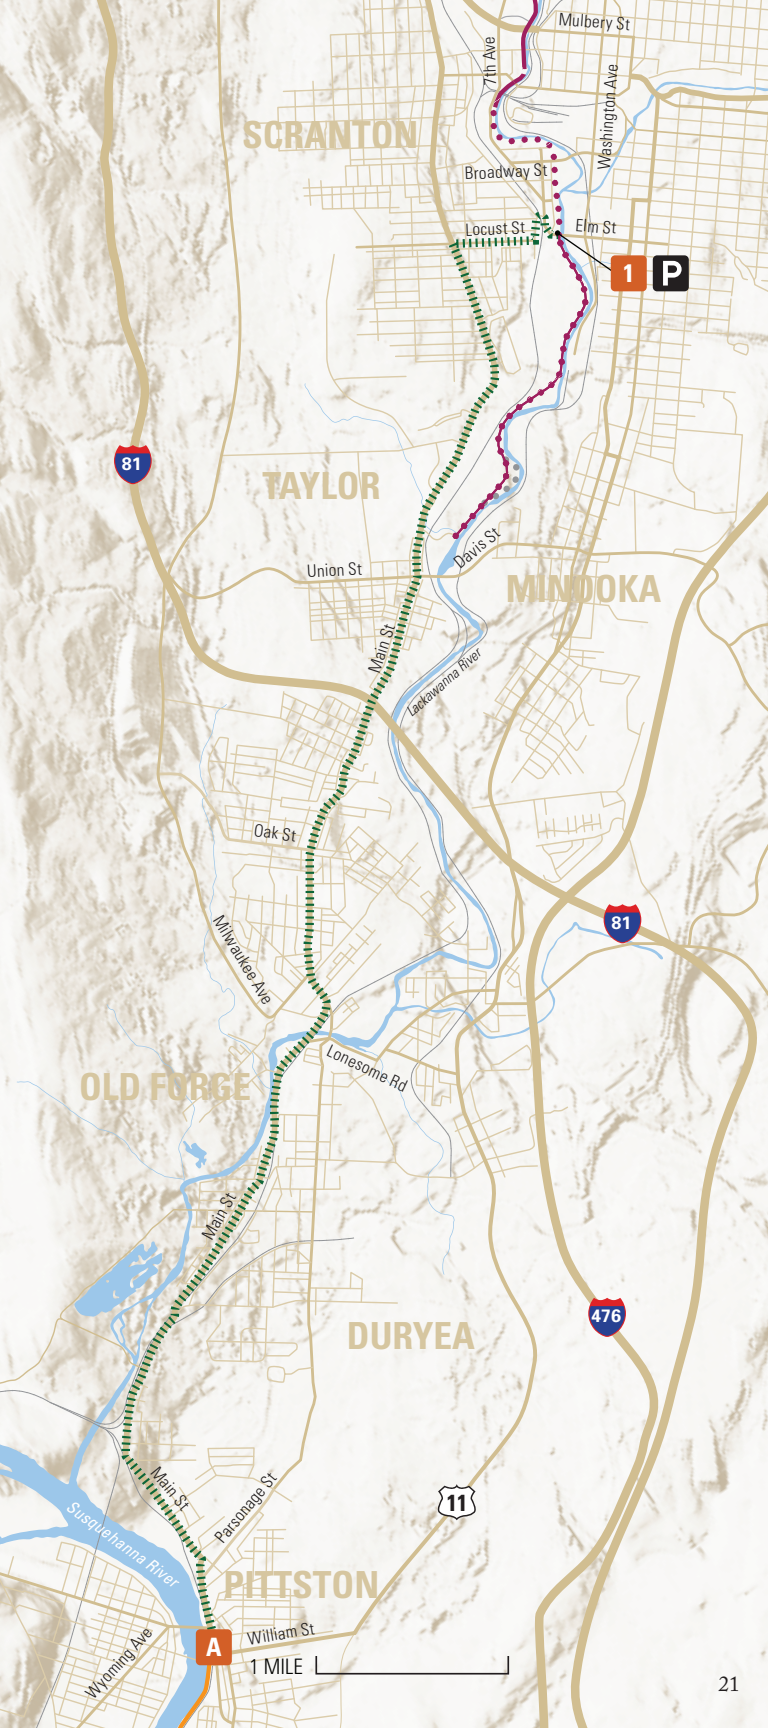 Mulbery St
7th Ave
Washington Ave
SCRANTON
Broadway St
Locust St
Elm St
1
P
81
TAYLOR
Davis St
Union St
MINOOKA
Main St
Lackawanna River
Oak St
Milwaukee Ave
81
Lonesome Rd
OLD FORGE
Main St
476
DURYEA
Main St
Parsonage St
11
Susquehanna River
PITTSTON
William St
A
Wyoming Ave
1 MILE
21